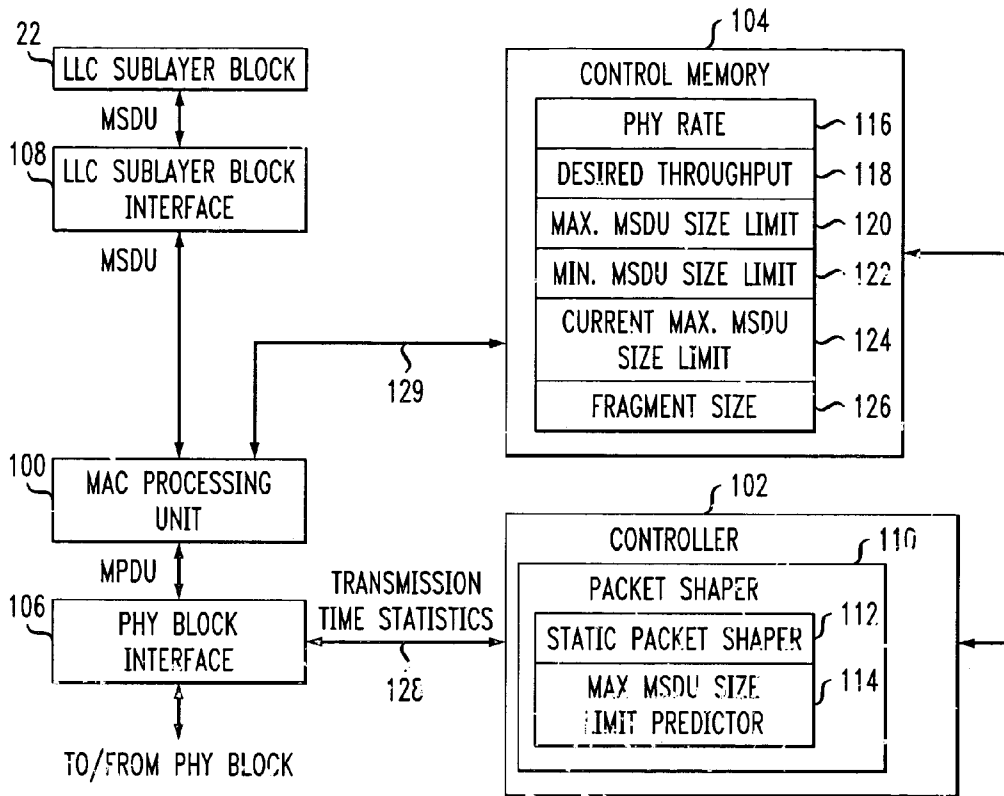 22
LLC SUBLAYER BLOCK
MSDU
108
LLC SUBLAYER BLOCK
INTERFACE
MSDU
129
100
MAC PROCESSING
UNIT
MPDU
106
PHY BLOCK
INTERFACE
TO/FROM PHY BLOCK
TRANSMISSION
TIME STATISTICS
128
104
CONTROL MEMORY
PHY RATE
116
DESIRED THROUGHPUT
118
MAX. MSDU SIZE LIMIT
120
MIN. MSDU SIZE LIMIT
122
CURRENT MAX. MSDU
SIZE LIMIT
124
FRAGMENT SIZE
126
102
CONTROLLER
110
PACKET SHAPER
STATIC PACKET SHAPER
112
MAX MSDU SIZE
LIMIT PREDICTOR
114